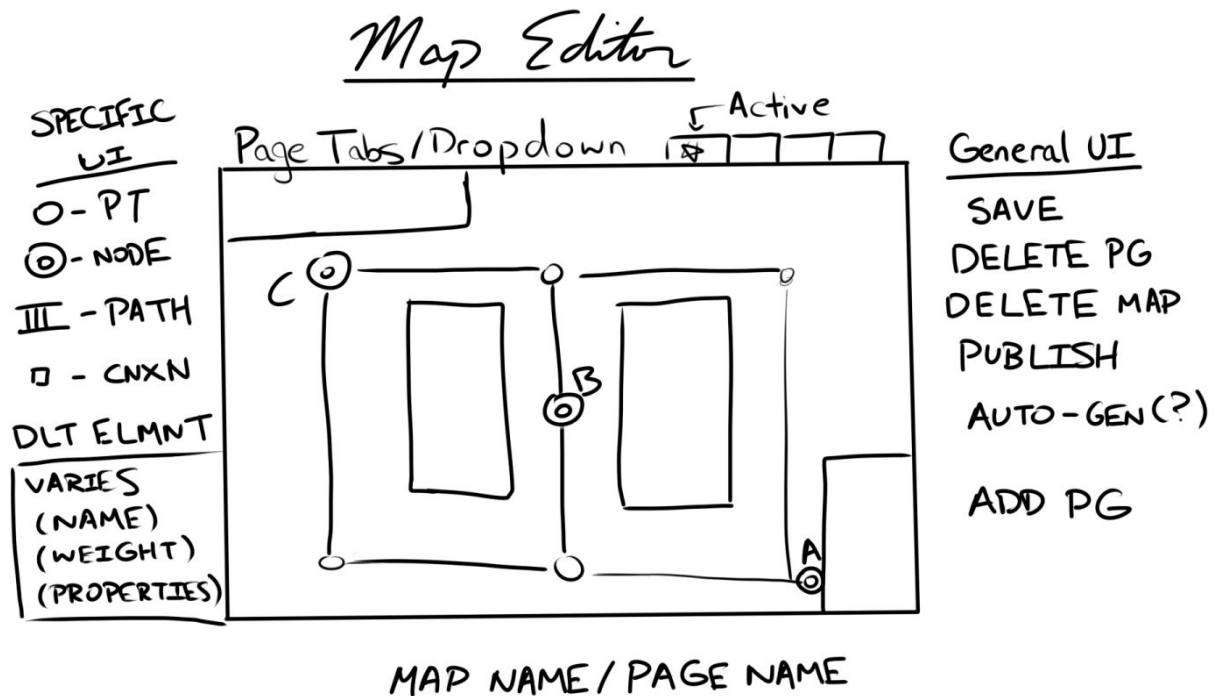 Map Editor
SPECIFIC
UI
O - PT
◎ - NODE
III - PATH
□ - CNXN
DLT ELMNT
VARIES
(NAME)
(WEIGHT)
(PROPERTIES)
Page Tabs/Dropdown
Active
C
B
A
General UI
SAVE
DELETE PG
DELETE MAP
PUBLISH
AUTO-GEN(?)
ADD PG
MAP NAME / PAGE NAME